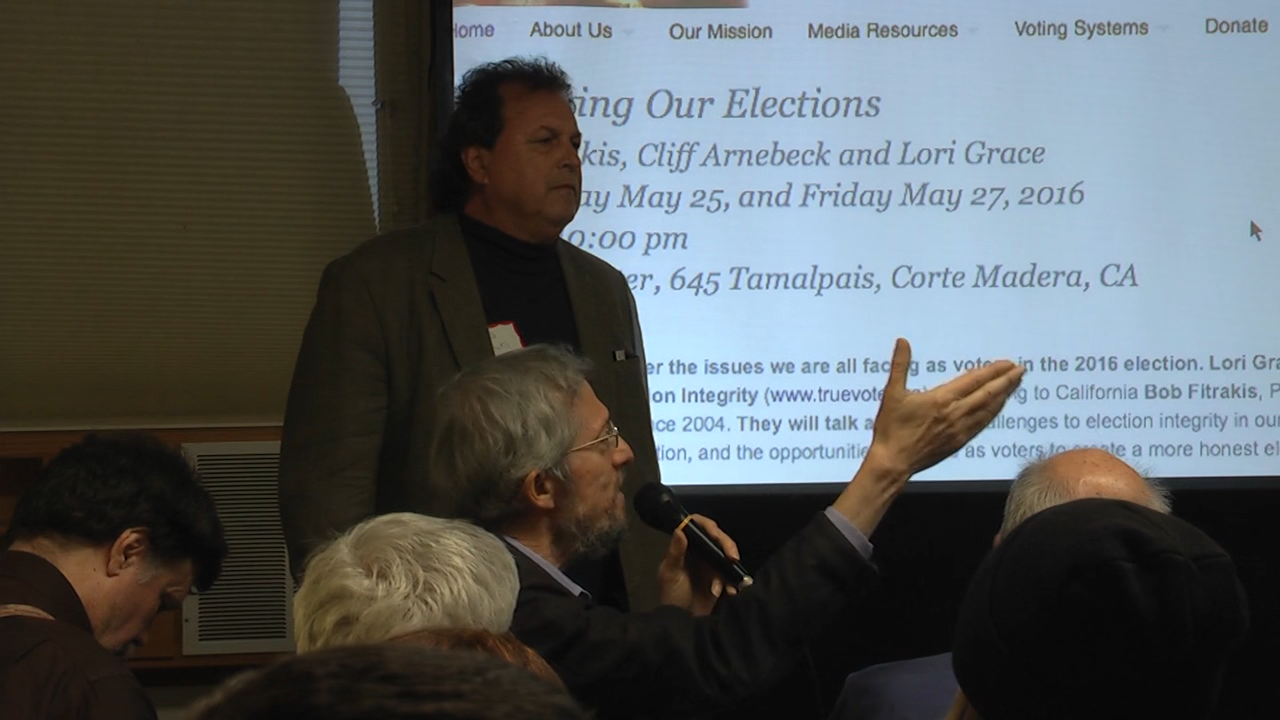 Home About Us Our Mission Media Resources Voting Systems Donate
ing Our Elections
kis, Cliff Arnebeck and Lori Grace
ay May 25, and Friday May 27, 2016
0:00 pm
er, 645 Tamalpais, Corte Madera, CA
er the issues we are all facing as voters in the 2016 election. Lori Gra
on Integrity (www.truevote g to California Bob Fitrakis, P
ce 2004. They will talk a allenges to election integrity in our
tion, and the opportunitie as voters to create a more honest el